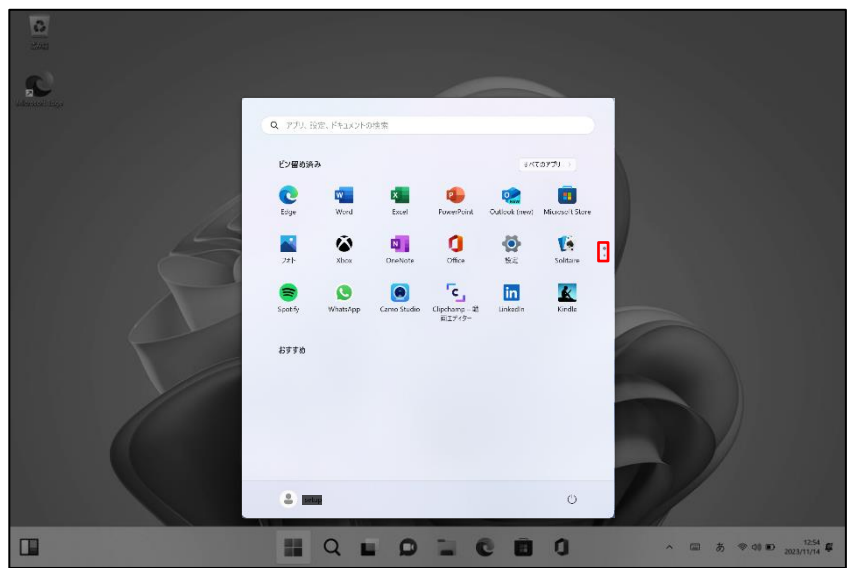 Microsoft Edge
アプリ、設定、ドキュメントの検索
ピン留め済み
すべてのアプリ
Edge
Word
Excel
PowerPoint
Outlook (new)
Microsoft Store
フォト
Xbox
OneNote
Office
設定
Solitaire
Spotify
WhatsApp
Camo Studio
Clipchamp – 動
画エディター
LinkedIn
Kindle
おすすめ
あ
12:54
2023/11/14